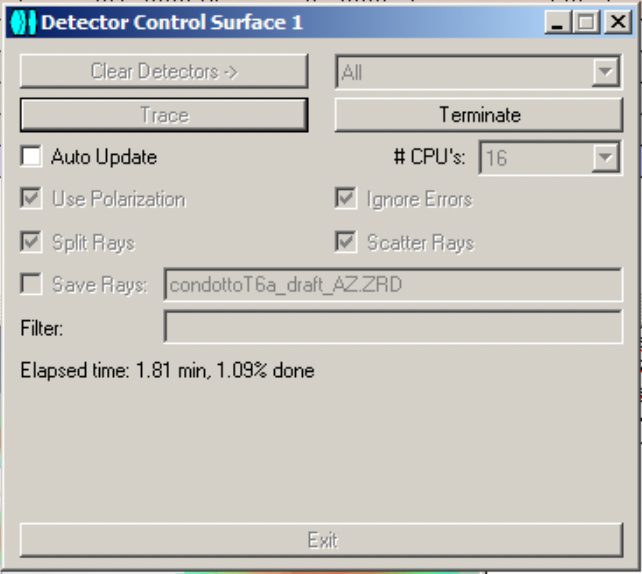 Detector Control Surface 1
Clear Detectors -> All
Trace Terminate
Auto Update # CPU's: 16
Use Polarization Ignore Errors
Split Rays Scatter Rays
Save Rays: condottoT6a_draft_AZ.ZRD
Filter:
Elapsed time: 1.81 min, 1.09% done
Exit